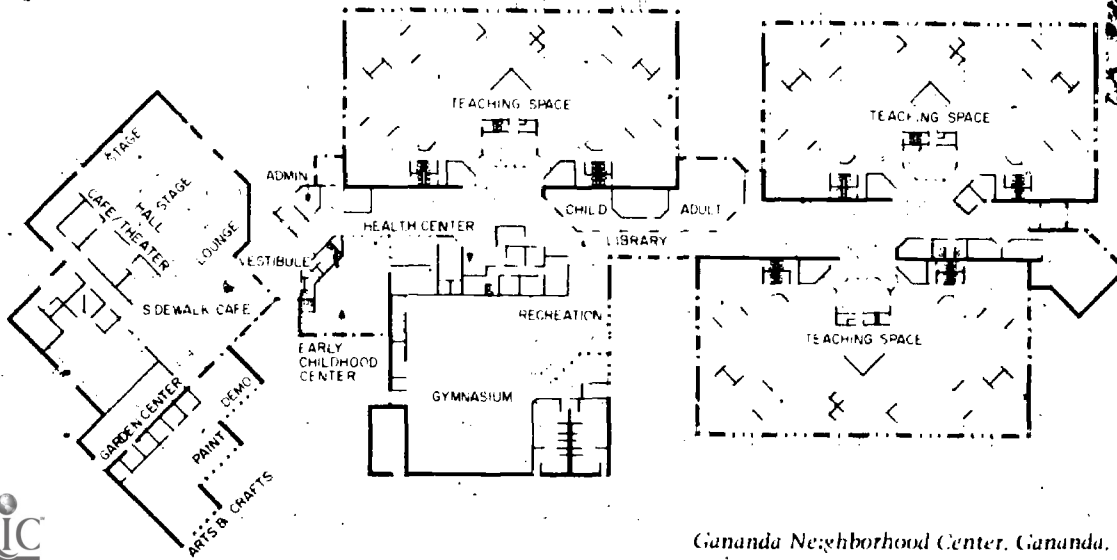 TEACHING SPACE
TEACHING SPACE
STAGE
STAGE
HALL
CAFE/THEATER
LOUNGE
ADMIN
HEALTH CENTER
CHILD
ADULT
LIBRARY
VESTIBULE
SIDEWALK CAFE
RECREATION
EARLY
CHILDHOOD
CENTER
TEACHING SPACE
GYMNASIUM
GARDEN CENTER
DEMO
PAINT
ARTS & CRAFTS
IC
Gananda Neighborhood Center, Gananda,